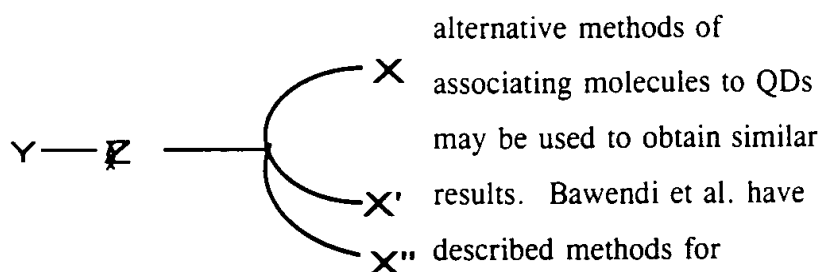 alternative methods of
X associating molecules to QDs
may be used to obtain similar
Y
X' results. Bawendi et al. have
X" described methods for